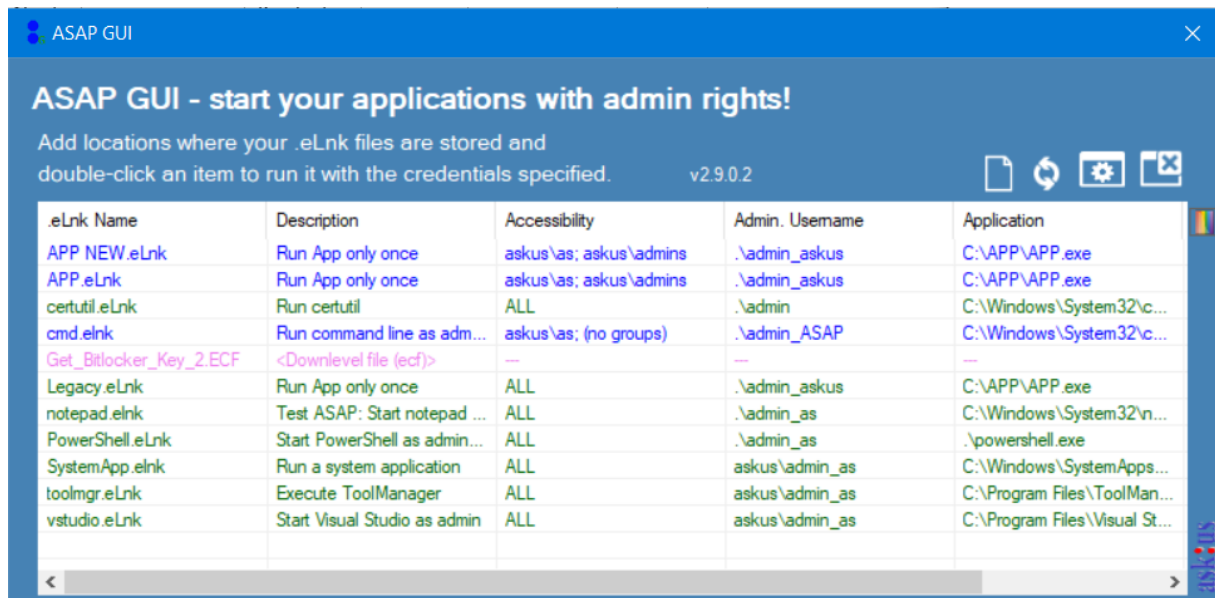 ASAP GUI
ASAP GUI - start your applications with admin rights!
Add locations where your .eLnk files are stored and
double-click an item to run it with the credentials specified. v2.9.0.2
.eLnk Name Description Accessibility Admin. Username Application
APP NEW.eLnk Run App only once askus\as; askus\admins .\admin_askus C:\APP\APP.exe
APP.eLnk Run App only once askus\as; askus\admins .\admin_askus C:\APP\APP.exe
certutil.eLnk Run certutil ALL .\admin C:\Windows\System32\c...
cmd.elnk Run command line as adm... askus\as; (no groups) .\admin_ASAP C:\Windows\System32\c...
Get_Bitlocker_Key_2.ECF <Downlevel file (ecf)> --- --- ---
Legacy.eLnk Run App only once ALL .\admin_askus C:\APP\APP.exe
notepad.elnk Test ASAP: Start notepad ... ALL .\admin_as C:\Windows\System32\n...
PowerShell.eLnk Start PowerShell as admin... ALL .\admin_as .\powershell.exe
SystemApp.elnk Run a system application ALL askus\admin_as C:\Windows\SystemApps...
toolmgr.eLnk Execute ToolManager ALL askus\admin_as C:\Program Files\ToolMan...
vstudio.eLnk Start Visual Studio as admin ALL askus\admin_as C:\Program Files\Visual St...
ask:us